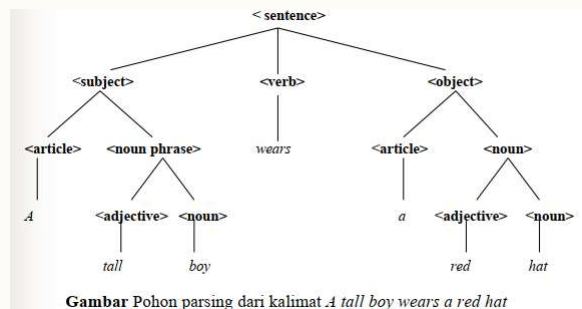 < sentence>
<subject> <verb> <object>
<article> <noun phrase> wears <article> <noun>
A <adjective> <noun> a <adjective> <noun>
tall boy red hat
Gambar Pohon parsing dari kalimat A tall boy wears a red hat